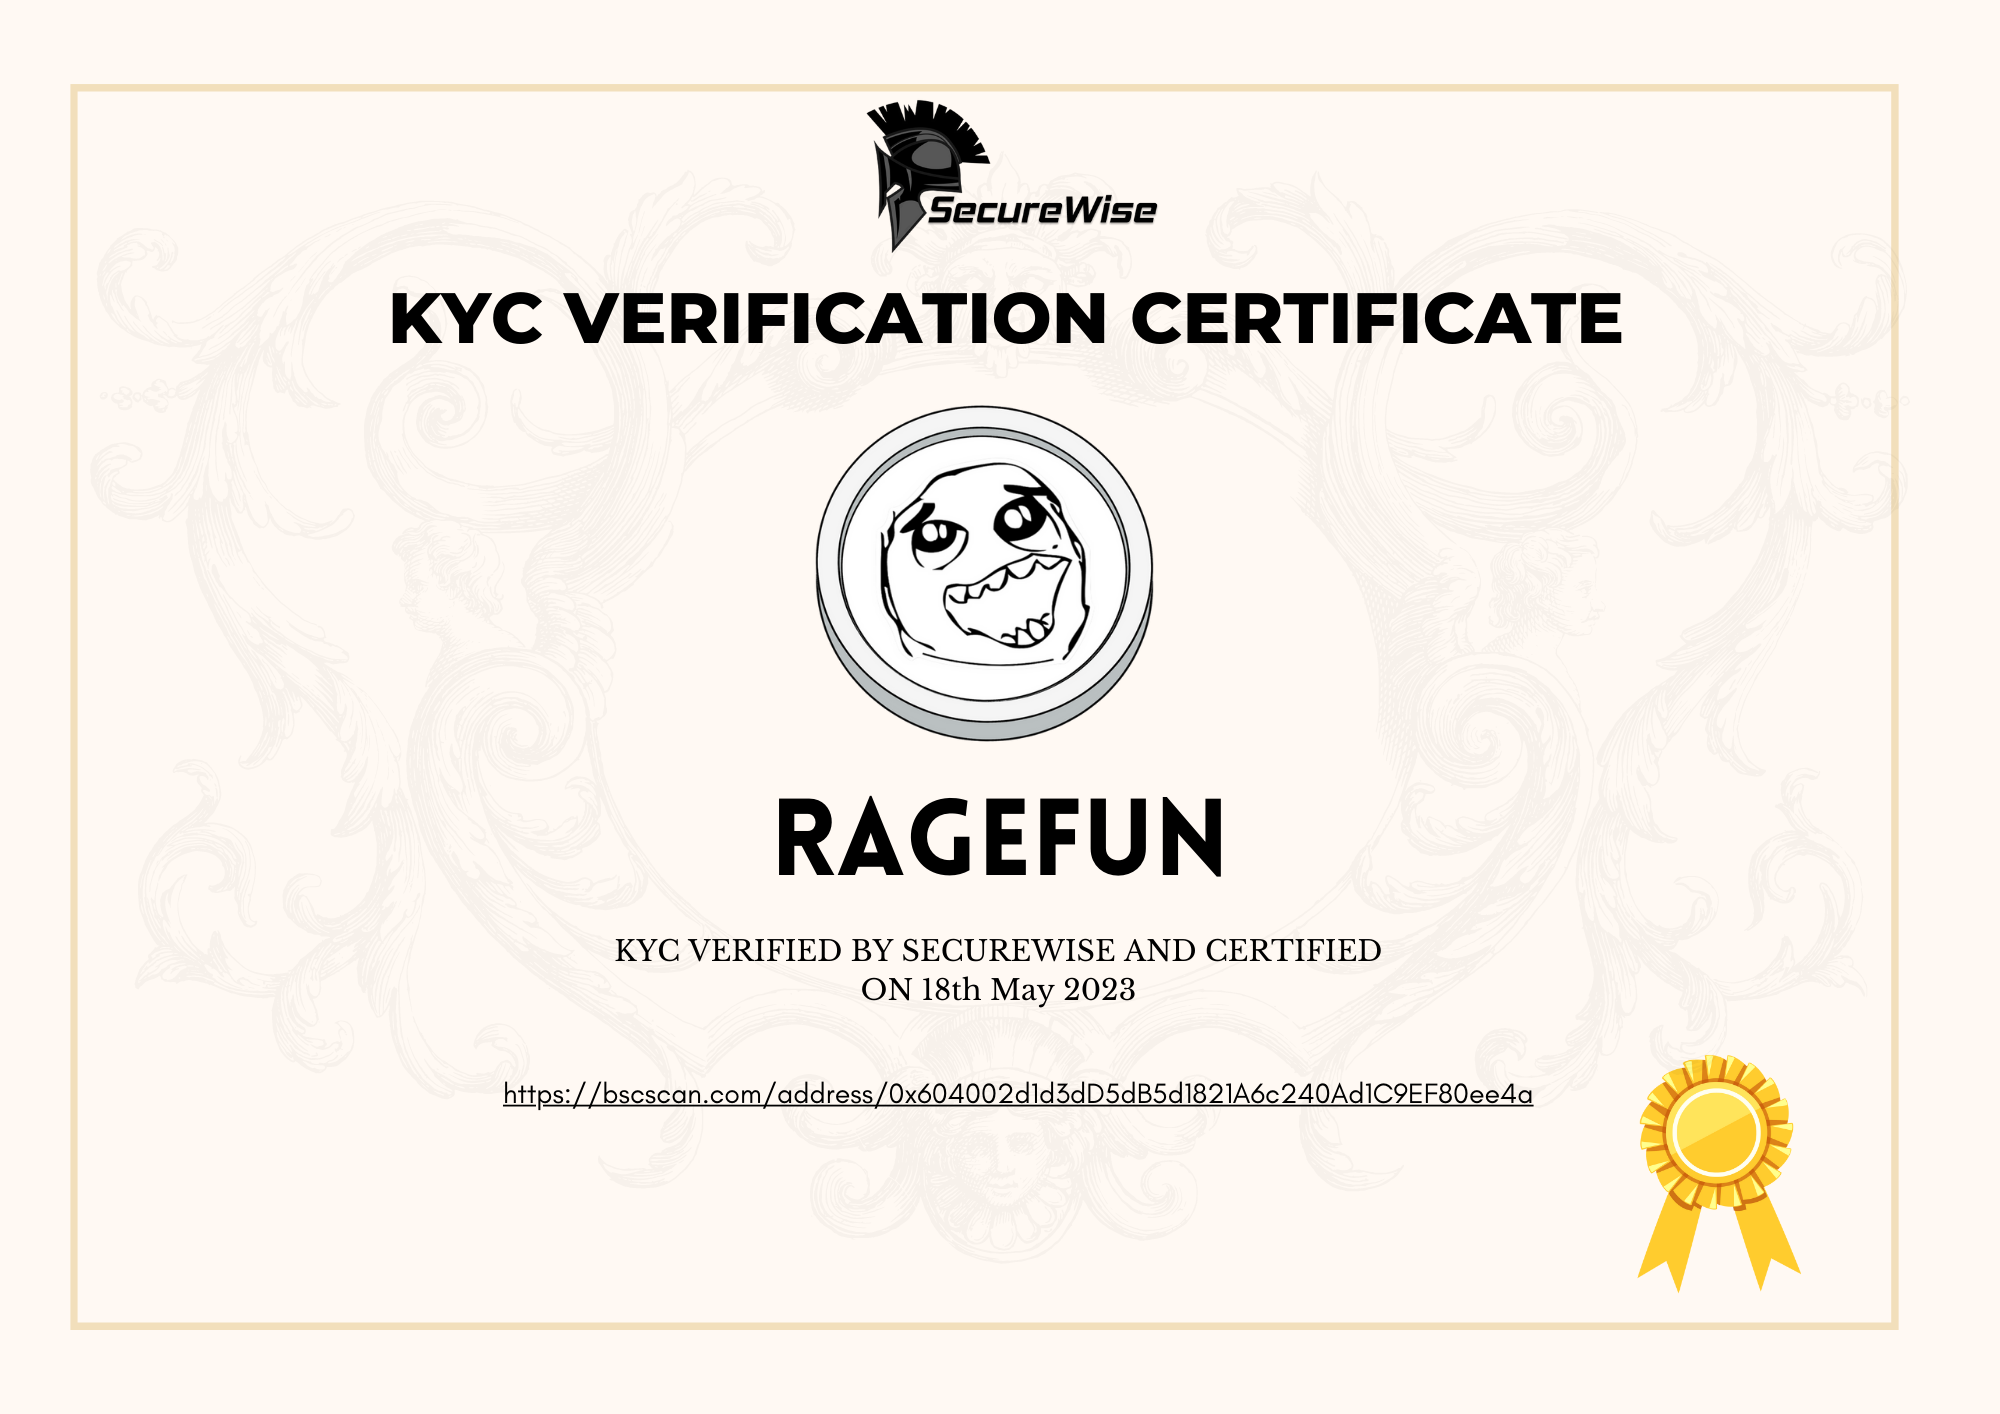 SecureWise
KYC VERIFICATION CERTIFICATE
RAGEFUN
KYC VERIFIED BY SECUREWISE AND CERTIFIED
ON 18th May 2023
https://bscscan.com/address/0x604002d1d3dD5dB5d1821A6c240Ad1C9EF80ee4a